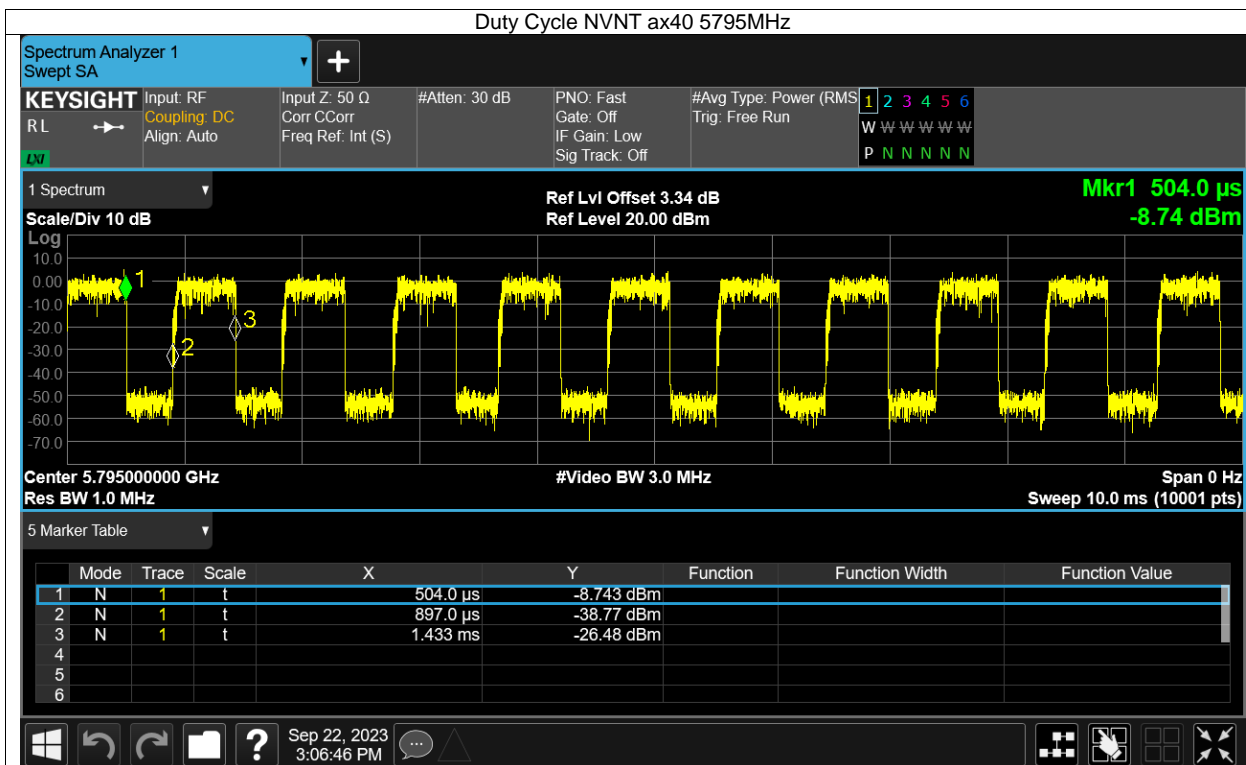 Duty Cycle NVNT ax40 5795MHz
Spectrum Analyzer 1
Swept SA
+
KEYSIGHT Input: RF Input Z: 50 Ω #Atten: 30 dB PNO: Fast #Avg Type: Power (RMS 1 2 3 4 5 6
RL Coupling: DC Corr CCorr Gate: Off Trig: Free Run W W W W W W
Align: Auto Freq Ref: Int (S) IF Gain: Low P N N N N N
LXI Sig Track: Off
1 Spectrum Ref Lvl Offset 3.34 dB Mkr1 504.0 µs
Scale/Div 10 dB Ref Level 20.00 dBm -8.74 dBm
Log
10.0
0.00 1
-10.0
-20.0 3
-30.0 2
-40.0
-50.0
-60.0
-70.0
Center 5.795000000 GHz #Video BW 3.0 MHz Span 0 Hz
Res BW 1.0 MHz Sweep 10.0 ms (10001 pts)
5 Marker Table
Mode Trace Scale X Y Function Function Width Function Value
1 N 1 t 504.0 µs -8.743 dBm
2 N 1 t 897.0 µs -38.77 dBm
3 N 1 t 1.433 ms -26.48 dBm
4
5
6
? Sep 22, 2023
3:06:46 PM